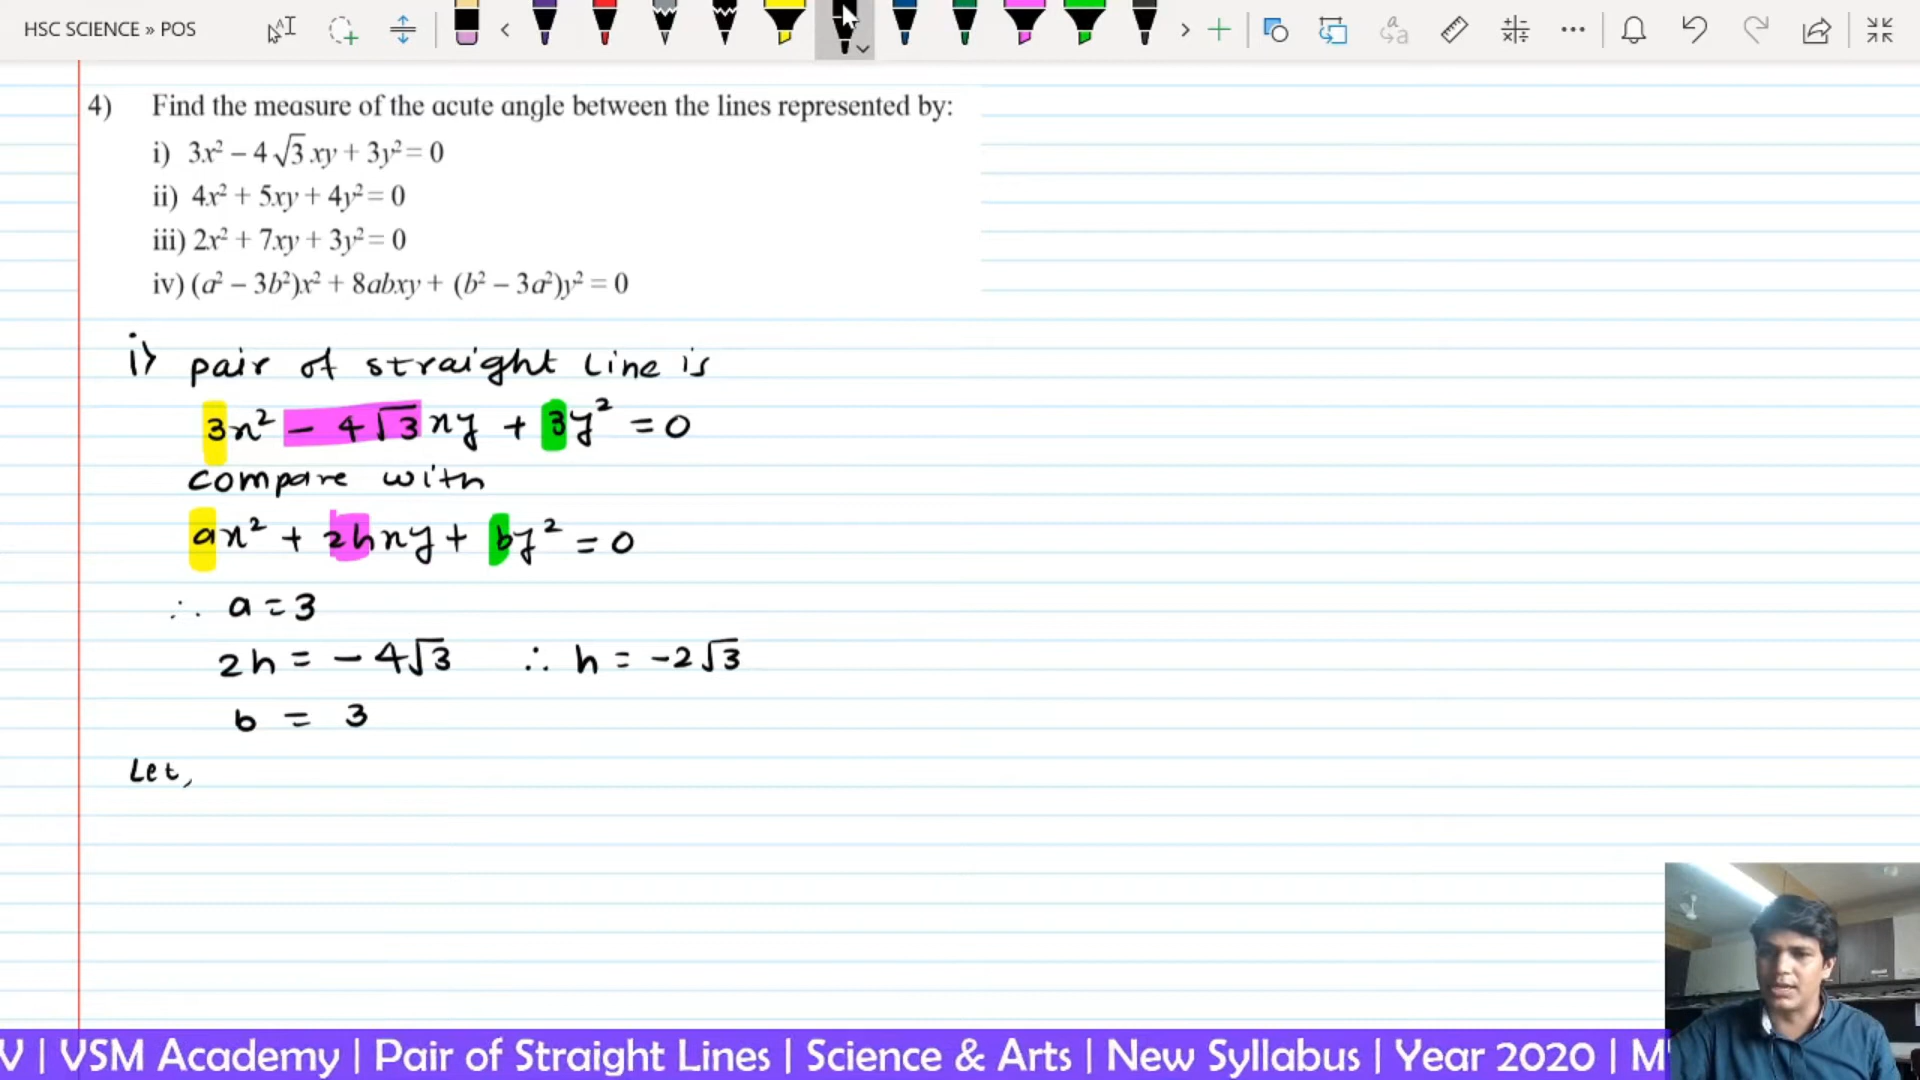 HSC SCIENCE » POS
4) Find the measure of the acute angle between the lines represented by:
i) 3x² – 4√3 xy + 3y² = 0
ii) 4x² + 5xy + 4y² = 0
iii) 2x² + 7xy + 3y² = 0
iv) (a² – 3b²)x² + 8abxy + (b² – 3a²)y² = 0
i) pair of straight line is
3x² – 4√3 xy + 3y² = 0
compare with
ax² + 2hxy + by² = 0
∴ a = 3
2h = – 4√3 ∴ h = –2√3
b = 3
Let,
V | VSM Academy | Pair of Straight Lines | Science & Arts | New Syllabus | Year 2020 | M